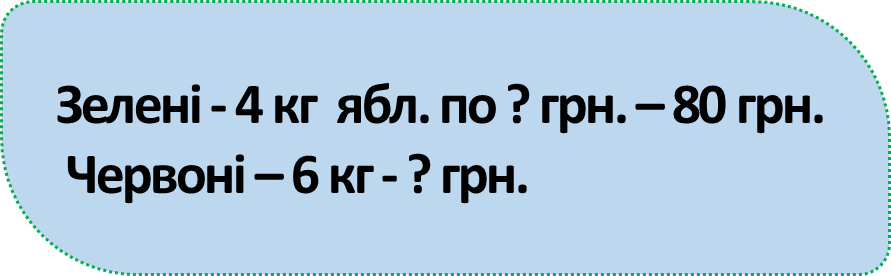 Зелені - 4 кг ябл. по ? грн. – 80 грн.
Червоні – 6 кг - ? грн.